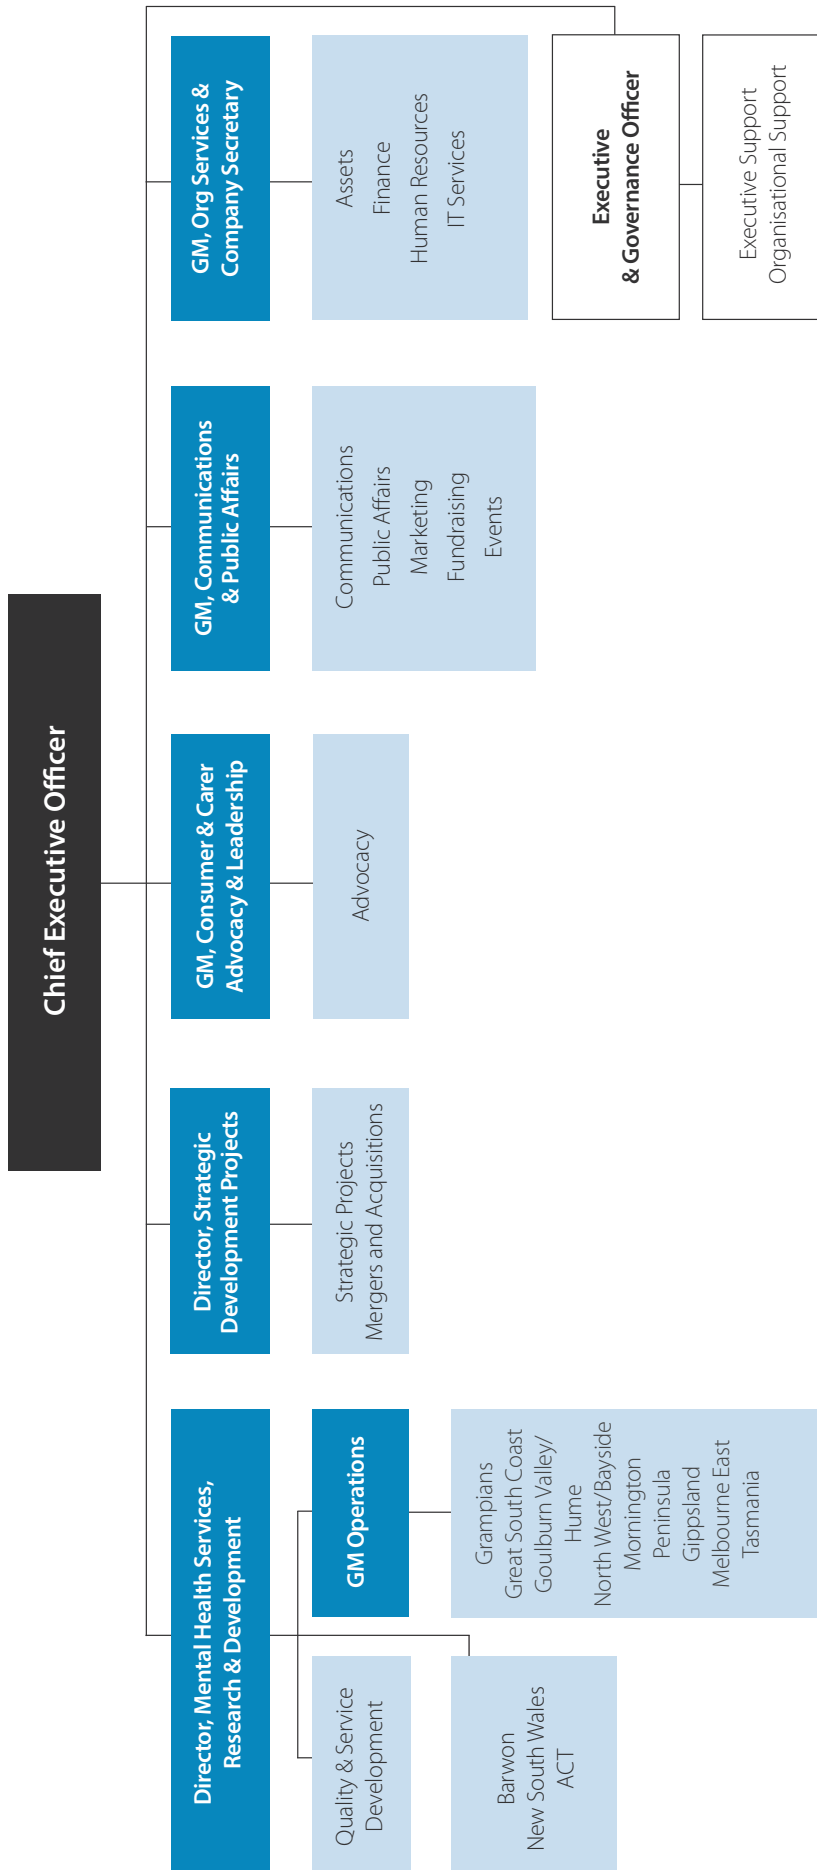 Chief Executive Officer
Director, Mental Health Services,
Research & Development
Quality & Service
Development
Barwon
New South Wales
ACT
GM Operations
Grampians
Great South Coast
Goulburn Valley/
Hume
North West/Bayside
Mornington
Peninsula
Gippsland
Melbourne East
Tasmania
Director, Strategic
Development Projects
Strategic Projects
Mergers and Acquisitions
GM, Consumer & Carer
Advocacy & Leadership
Advocacy
GM, Communications
& Public Affairs
Communications
Public Affairs
Marketing
Fundraising
Events
GM, Org Services &
Company Secretary
Assets
Finance
Human Resources
IT Services
Executive
& Governance Officer
Executive Support
Organisational Support